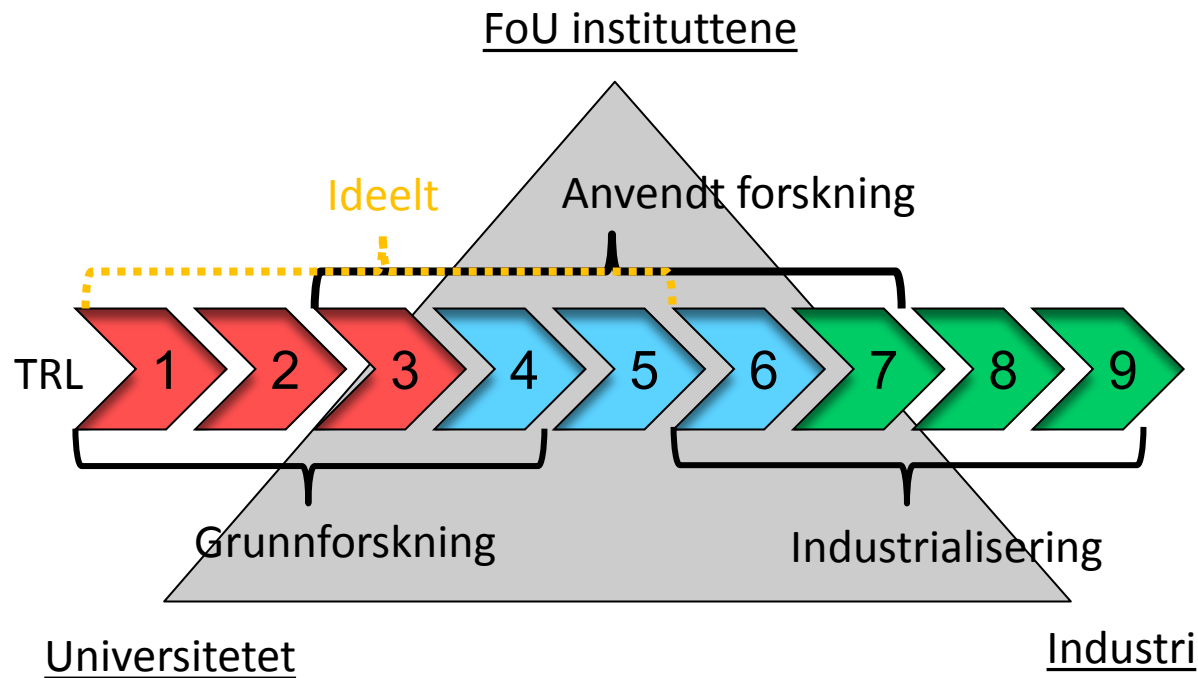 FoU instituttene
Ideelt
Anvendt forskning
TRL
1
2
3
4
5
6
7
8
9
Grunnforskning
Industrialisering
Universitetet
Industri